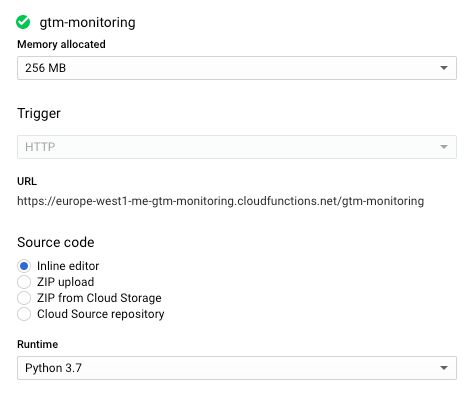 gtm-monitoring
Memory allocated
256 MB
Trigger
HTTP
URL
https://europe-west1-me-gtm-monitoring.cloudfunctions.net/gtm-monitoring
Source code
Inline editor
ZIP upload
ZIP from Cloud Storage
Cloud Source repository
Runtime
Python 3.7